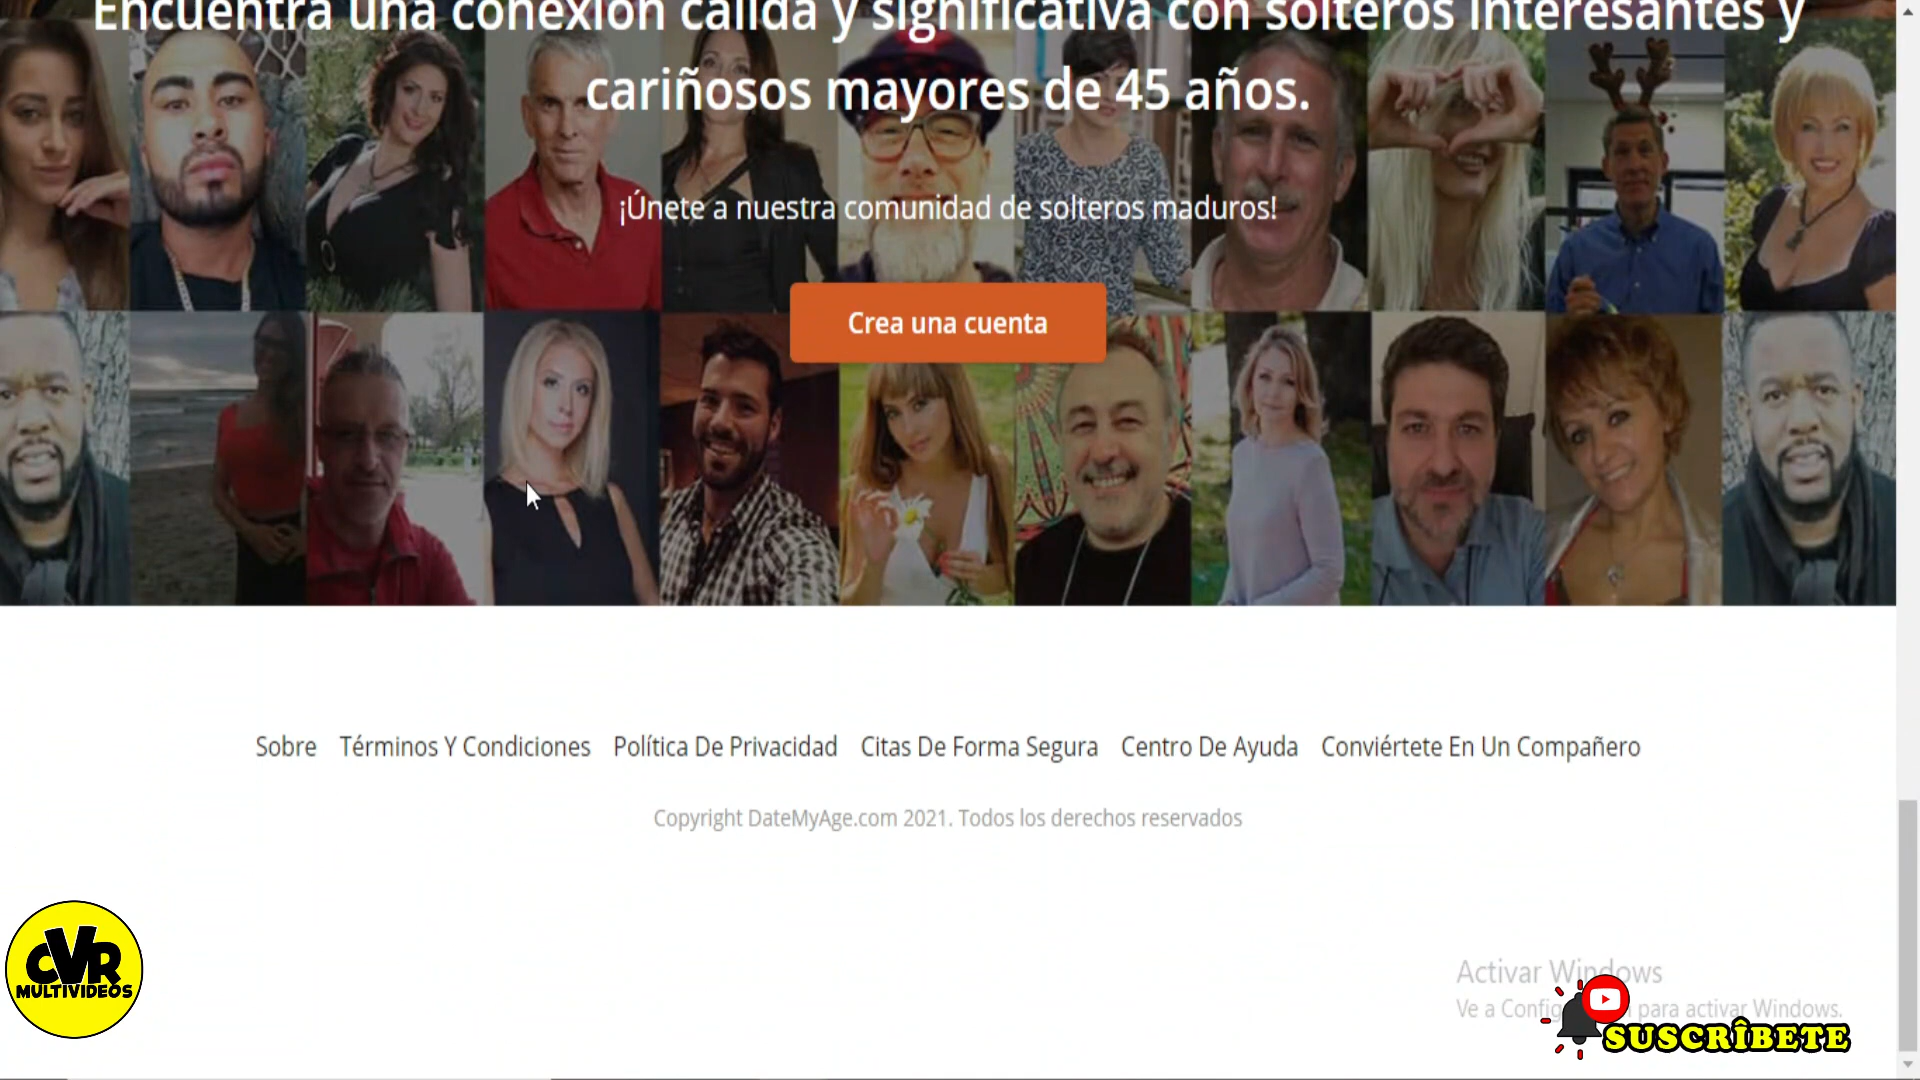 Encuentra una conexión cálida y significativa con solteros interesantes y
cariñosos mayores de 45 años.
¡Únete a nuestra comunidad de solteros maduros!
Crea una cuenta
Sobre Términos Y Condiciones Política De Privacidad Citas De Forma Segura Centro De Ayuda Conviértete En Un Compañero
Copyright DateMyAge.com 2021. Todos los derechos reservados
CVR
MULTIVIDEOS
Activar Windows
Ve a para activar Windows.
SUSCRÎBETE